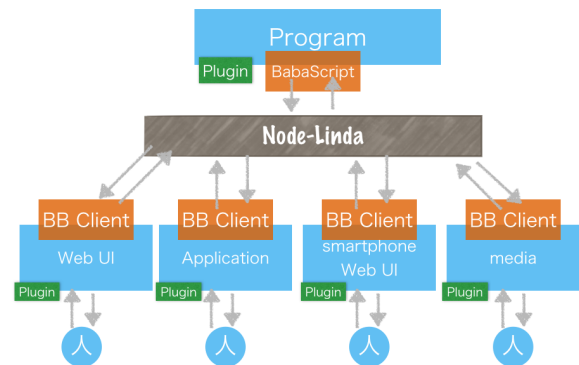 Program
Plugin
BabaScript
Node-Linda
BB Client
BB Client
BB Client
BB Client
Web UI
Application
smartphone
Web UI
media
Plugin
Plugin
Plugin
Plugin
人
人
人
人